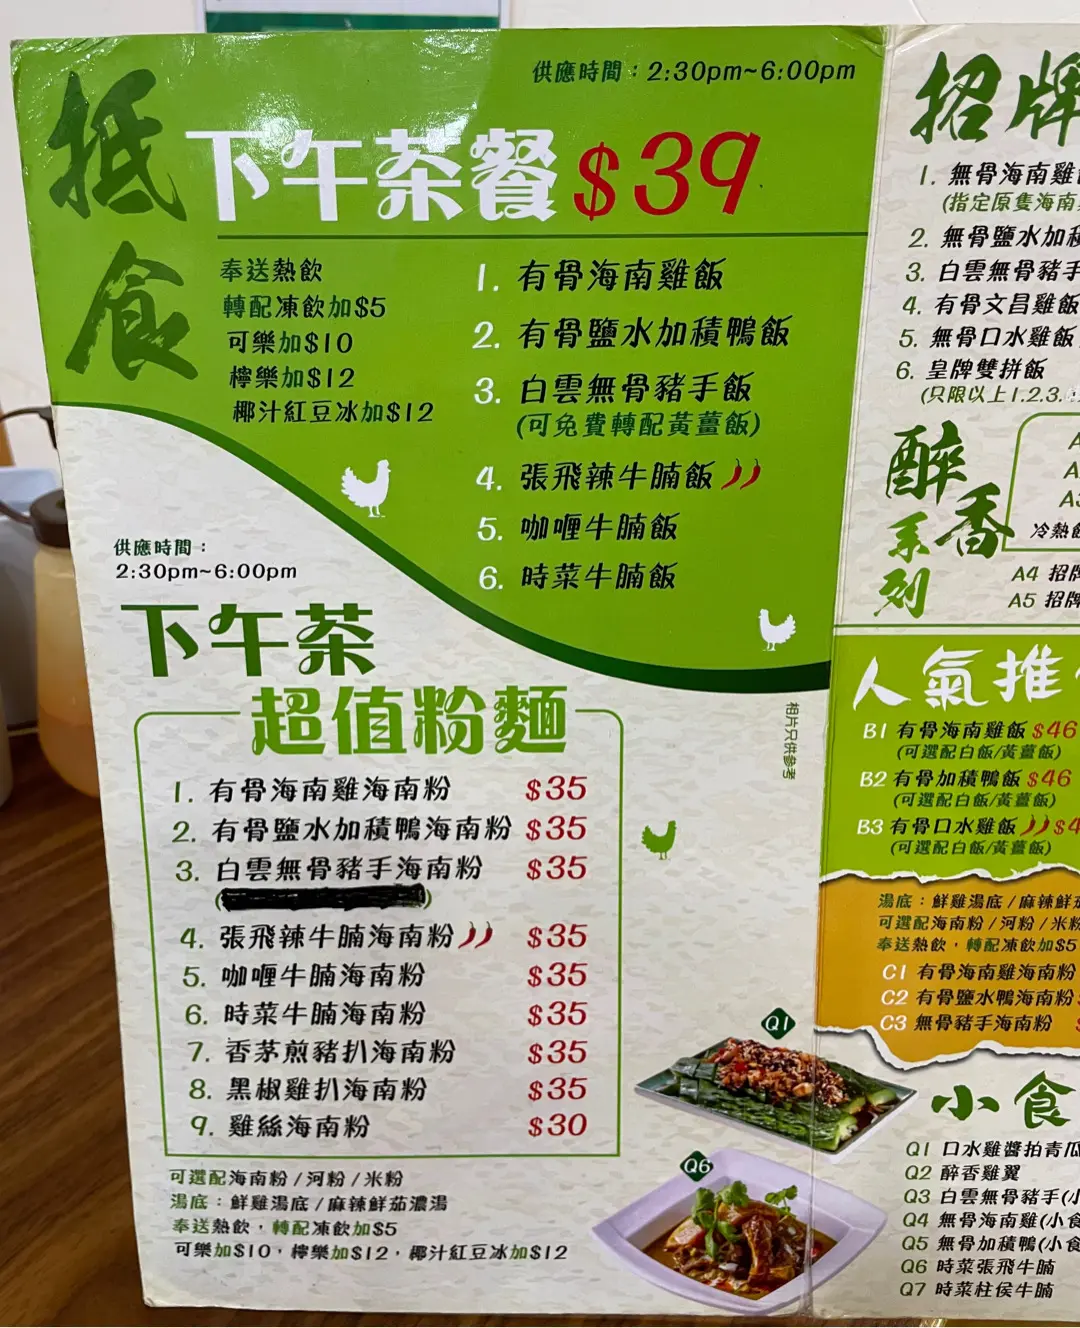 抵食
供應時間：2:30pm~6:00pm
下午茶餐 $39
奉送熱飲
轉配凍飲加$5
可樂加$10
檸樂加$12
椰汁紅豆冰加$12
1. 有骨海南雞飯
2. 有骨鹽水加積鴨飯
3. 白雲無骨豬手飯
(可免費轉配黃薑飯)
4. 張飛辣牛腩飯
5. 咖喱牛腩飯
6. 時菜牛腩飯
供應時間：
2:30pm~6:00pm
下午茶
超值粉麵
1. 有骨海南雞海南粉 $35
2. 有骨鹽水加積鴨海南粉 $35
3. 白雲無骨豬手海南粉 $35
4. 張飛辣牛腩海南粉 $35
5. 咖喱牛腩海南粉 $35
6. 時菜牛腩海南粉 $35
7. 香茅煎豬扒海南粉 $35
8. 黑椒雞扒海南粉 $35
9. 雞絲海南粉 $30
可選配海南粉/河粉/米粉
湯底：鮮雞湯底/麻辣鮮茄濃湯
奉送熱飲，轉配凍飲加$5
可樂加$10，檸樂加$12，椰汁紅豆冰加$12
相片只供參考
Q1
Q6
招牌
1. 無骨海南雞
(指定原隻海南
2. 無骨鹽水加積
3. 白雲無骨豬手
4. 有骨文昌雞飯
5. 無骨口水雞飯
6. 皇牌雙拼飯
(只限以上1.2.3.
醉香系列
A
A
A3
冷熱飲
A4 招牌
A5 招牌
人氣推
B1 有骨海南雞飯 $46
(可選配白飯/黃薑飯)
B2 有骨加積鴨飯 $46
(可選配白飯/黃薑飯)
B3 有骨口水雞飯 $4
(可選配白飯/黃薑飯)
湯底：鮮雞湯底/麻辣鮮茄
可選配海南粉/河粉/米粉
奉送熱飲，轉配凍飲加$5
C1 有骨海南雞海南粉
C2 有骨鹽水鴨海南粉
C3 無骨豬手海南粉 $
小食
Q1 口水雞醬拍青瓜
Q2 醉香雞翼
Q3 白雲無骨豬手(小
Q4 無骨海南雞(小食
Q5 無骨加積鴨(小食
Q6 時菜張飛牛腩
Q7 時菜柱侯牛腩